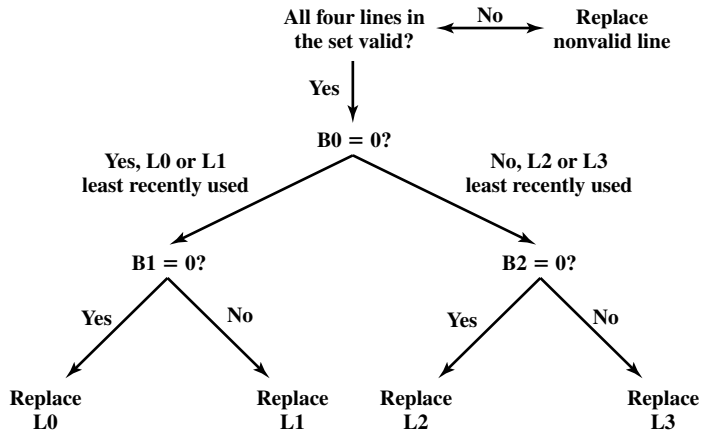 All four lines in
the set valid?
No
Replace
nonvalid line
Yes
B0 = 0?
Yes, L0 or L1
least recently used
No, L2 or L3
least recently used
B1 = 0?
B2 = 0?
Yes
No
Yes
No
Replace
L0
Replace
L1
Replace
L2
Replace
L3